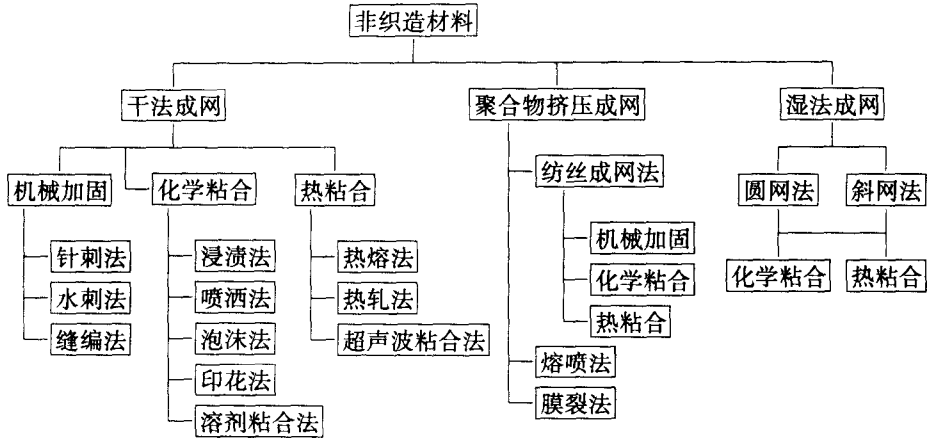 非织造材料
干法成网
聚合物挤压成网
湿法成网
机械加固
化学粘合
热粘合
针刺法
水刺法
缝编法
浸渍法
喷洒法
泡沫法
印花法
溶剂粘合法
热熔法
热轧法
超声波粘合法
纺丝成网法
机械加固
化学粘合
热粘合
熔喷法
膜裂法
圆网法
斜网法
化学粘合
热粘合